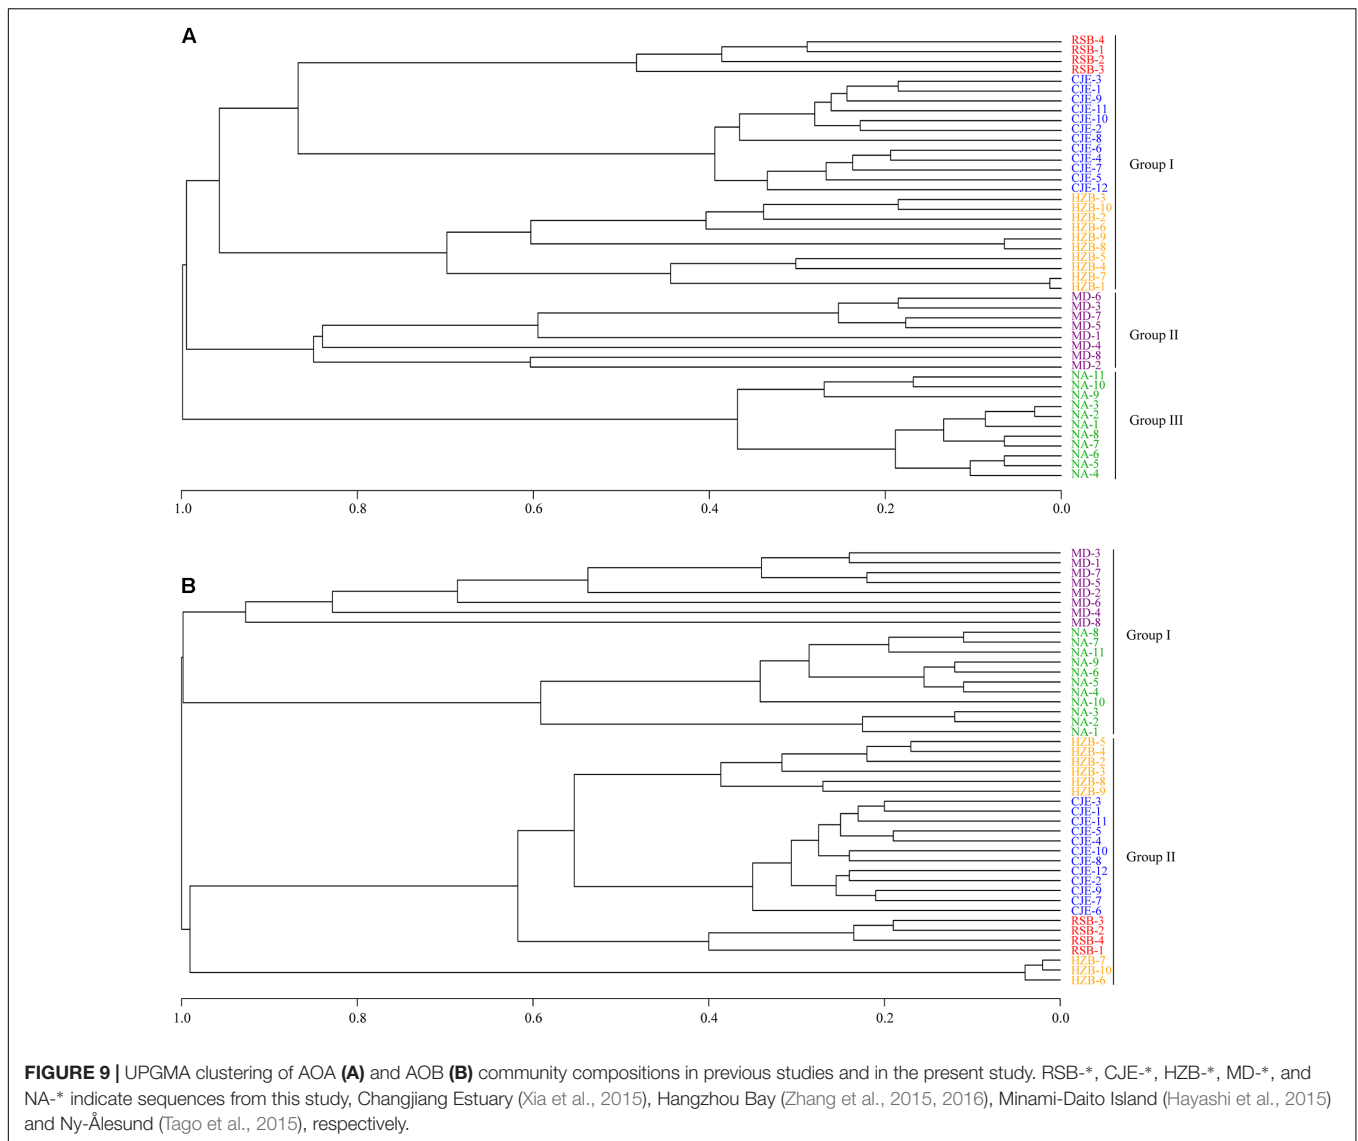 A
RSB-4
RSB-1
RSB-2
RSB-3
CJE-3
CJE-1
CJE-9
CJE-11
CJE-10
CJE-2
CJE-8
CJE-6
CJE-4
CJE-7
CJE-5
CJE-12
HZB-3
HZB-10
HZB-2
HZB-6
HZB-9
HZB-8
HZB-5
HZB-4
HZB-7
HZB-1
MD-6
MD-3
MD-7
MD-5
MD-1
MD-4
MD-8
MD-2
NA-11
NA-10
NA-9
NA-3
NA-2
NA-1
NA-8
NA-7
NA-6
NA-5
NA-4
Group I
Group II
Group III
1.0 0.8 0.6 0.4 0.2 0.0
B
MD-3
MD-1
MD-7
MD-5
MD-2
MD-6
MD-4
MD-8
NA-8
NA-7
NA-11
NA-9
NA-6
NA-5
NA-4
NA-10
NA-3
NA-2
NA-1
HZB-5
HZB-4
HZB-2
HZB-3
HZB-8
HZB-9
CJE-3
CJE-1
CJE-11
CJE-5
CJE-4
CJE-10
CJE-8
CJE-12
CJE-2
CJE-9
CJE-7
CJE-6
RSB-3
RSB-2
RSB-4
RSB-1
HZB-7
HZB-10
HZB-6
Group I
Group II
1.0 0.8 0.6 0.4 0.2 0.0
FIGURE 9 | UPGMA clustering of AOA (A) and AOB (B) community compositions in previous studies and in the present study. RSB-*, CJE-*, HZB-*, MD-*, and
NA-* indicate sequences from this study, Changjiang Estuary (Xia et al., 2015), Hangzhou Bay (Zhang et al., 2015, 2016), Minami-Daito Island (Hayashi et al., 2015)
and Ny-Ålesund (Tago et al., 2015), respectively.